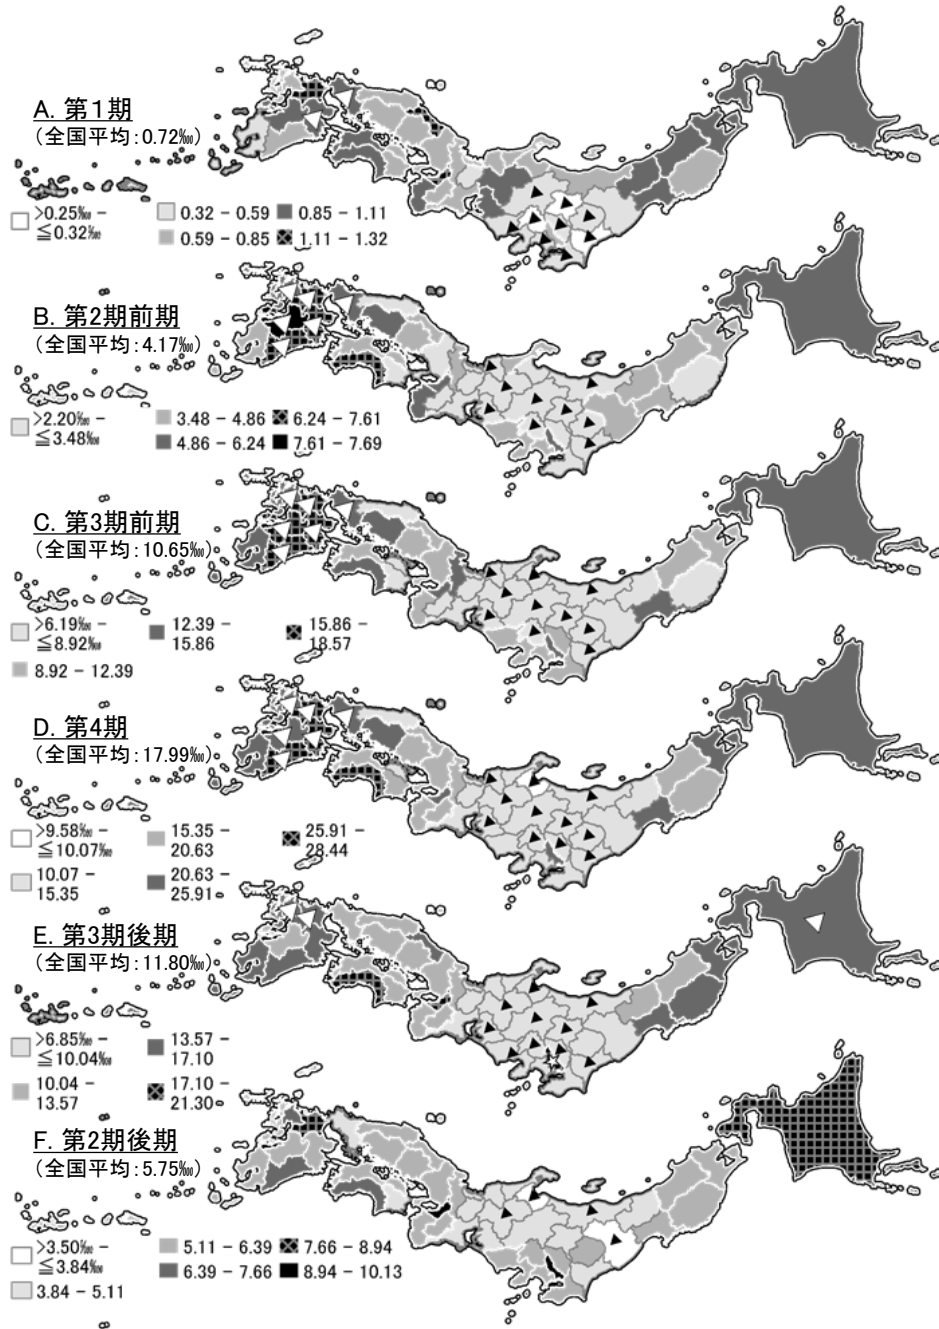 A. 第1期
(全国平均:0.72‱)
>0.25‱ –
≦0.32‱
0.32 – 0.59
0.85 – 1.11
0.59 – 0.85
1.11 – 1.32
B. 第2期前期
(全国平均:4.17‱)
>2.20‱ –
≦3.48‱
3.48 – 4.86
6.24 – 7.61
4.86 – 6.24
7.61 – 7.69
C. 第3期前期
(全国平均:10.65‱)
>6.19‱ –
≦8.92‱
12.39 –
15.86
15.86 –
18.57
8.92 – 12.39
D. 第4期
(全国平均:17.99‱)
>9.58‱ –
≦10.07‱
15.35 –
20.63
25.91 –
28.44
10.07 –
15.35
20.63 –
25.91
E. 第3期後期
(全国平均:11.80‱)
>6.85‱ –
≦10.04‱
13.57 –
17.10
10.04 –
13.57
17.10 –
21.30
F. 第2期後期
(全国平均:5.75‱)
>3.50‱ –
≦3.84‱
5.11 – 6.39
7.66 – 8.94
6.39 – 7.66
8.94 – 10.13
3.84 – 5.11